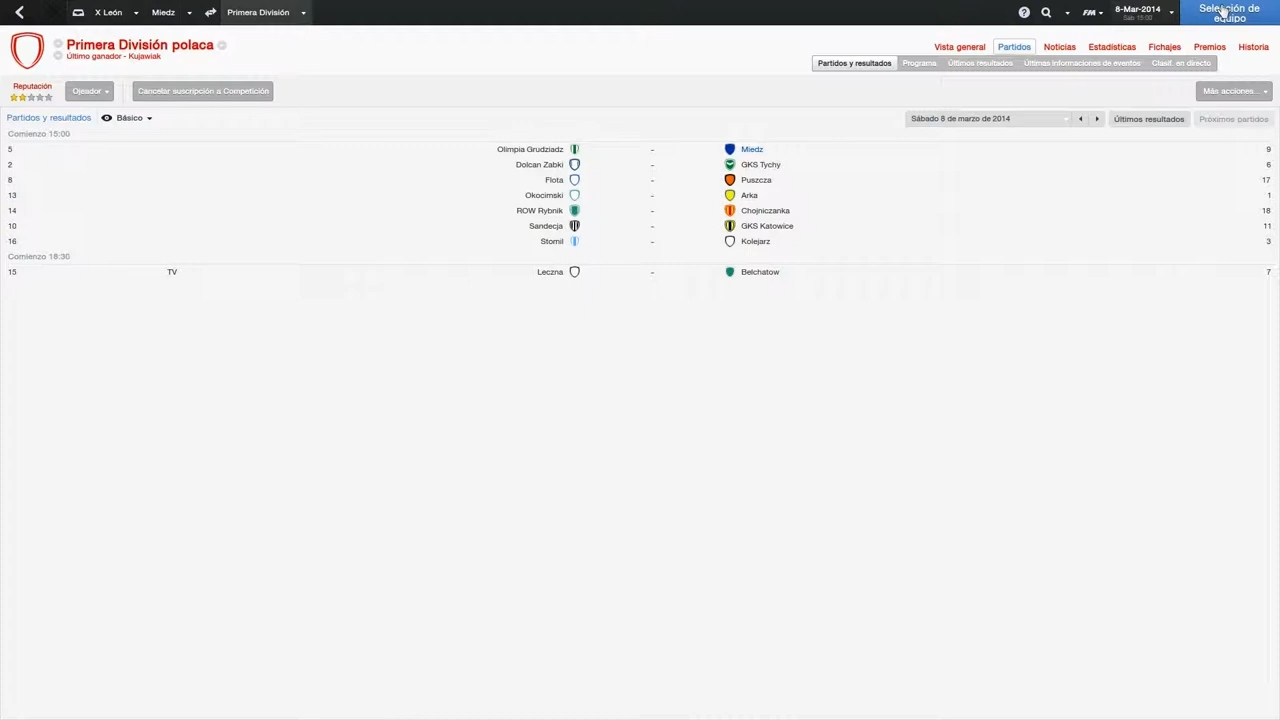 X León Miedz Primera División FM 8-Mar-2014 Sáb 15:00 Selección de equipo
Primera División polaca
Último ganador - Kujawiak
Vista general Partidos Noticias Estadísticas Fichajes Premios Historia
Partidos y resultados Programa Últimos resultados Últimas informaciones de eventos Clasif. en directo
Reputación
Ojeador Cancelar suscripción a Competición Más acciones...
Partidos y resultados Básico Sábado 8 de marzo de 2014 Últimos resultados Próximos partidos
Comienzo 15:00
5 Olimpia Grudziadz - Miedz 9
2 Dolcan Zabki - GKS Tychy 6
8 Flota - Puszcza 17
13 Okocimski - Arka 1
14 ROW Rybnik - Chojniczanka 18
10 Sandecja - GKS Katowice 11
16 Stomil - Kolejarz 3
Comienzo 18:30
15 TV Leczna - Belchatow 7